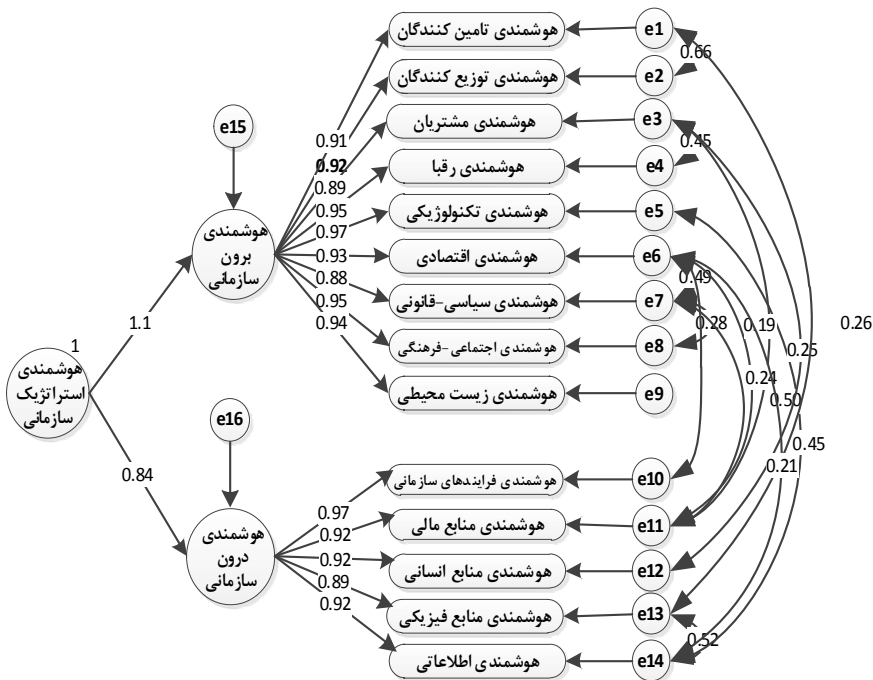 هوشمندی تامین کنندگان
e1
0.66
هوشمندی توزیع کنندگان
e2
هوشمندی مشتریان
e3
e15
0.91
0.45
0.92
هوشمندی رقبا
e4
0.89
0.95
هوشمندی تکنولوژیکی
e5
هوشمندی
برون
سازمانی
0.97
0.93
هوشمندی اقتصادی
e6
0.88
0.49
0.95
هوشمندی سیاسی-قانونی
e7
0.94
0.28
0.19
0.26
1.1
هوشمندی اجتماعی-فرهنگی
e8
0.25
1
هوشمندی
استراتژیک
سازمانی
0.24
هوشمندی زیست محیطی
e9
0.50
e16
0.45
0.84
0.21
هوشمندی فرایندهای سازمانی
e10
0.97
هوشمندی منابع مالی
e11
0.92
هوشمندی
درون
سازمانی
0.92
هوشمندی منابع انسانی
e12
0.89
0.92
هوشمندی منابع فیزیکی
e13
0.52
هوشمندی اطلاعاتی
e14